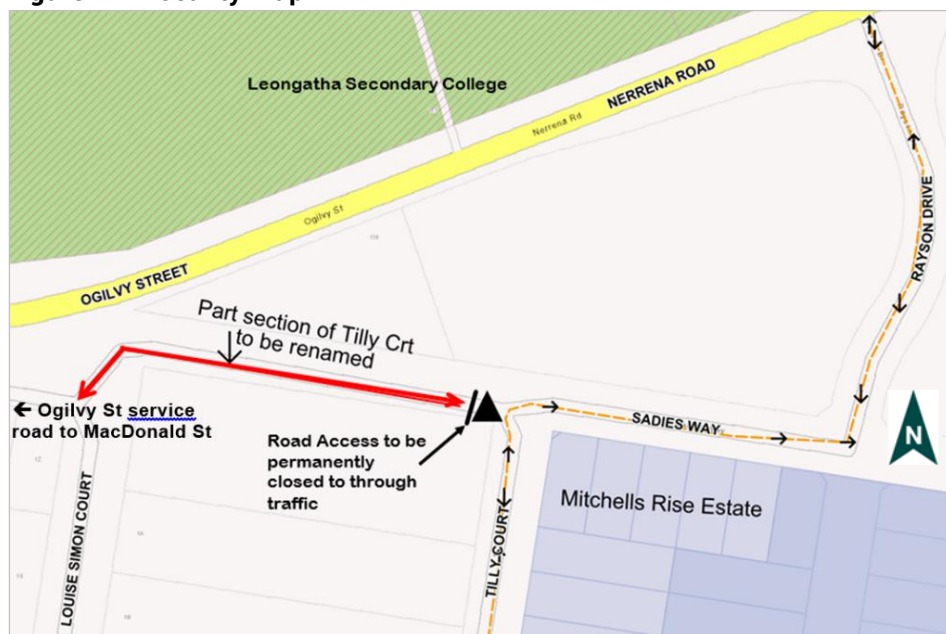 Leongatha Secondary College
NERRENA ROAD
Nerrena Rd
Ogilvy St
OGILVY STREET
RAYSON DRIVE
Part section of Tilly Crt
to be renamed
← Ogilvy St service
road to MacDonald St
Road Access to be
permanently
closed to through
traffic
SADIES WAY
N
Mitchells Rise Estate
LOUISE SIMON COURT
TILLY COURT